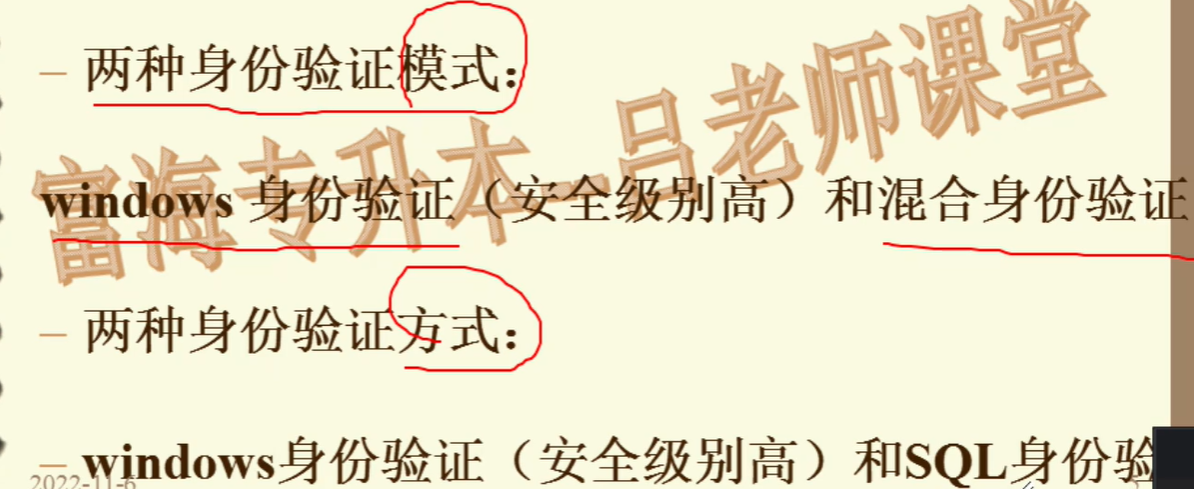 – 两种身份验证模式：
富海专升本--吕老师课堂
windows 身份验证（安全级别高）和混合身份验证
– 两种身份验证方式：
– windows身份验证（安全级别高）和SQL身份验
2022-11-6